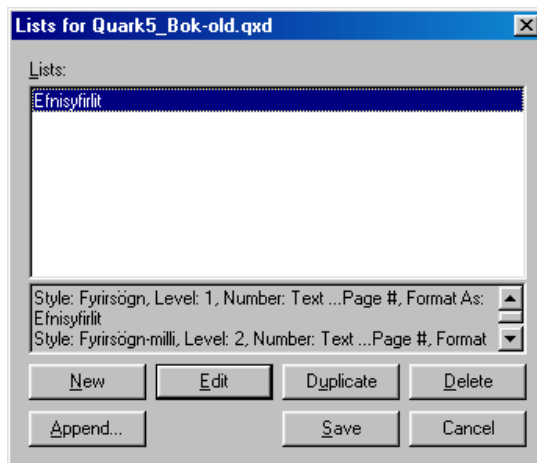 Lists for Quark5_Bok-old.qxd
Lists:
Efnisyfirlit
Style: Fyrirsögn, Level: 1, Number: Text ...Page #, Format As:
Efnisyfirlit
Style: Fyrirsögn-milli, Level: 2, Number: Text ...Page #, Format
New Edit Duplicate Delete
Append... Save Cancel